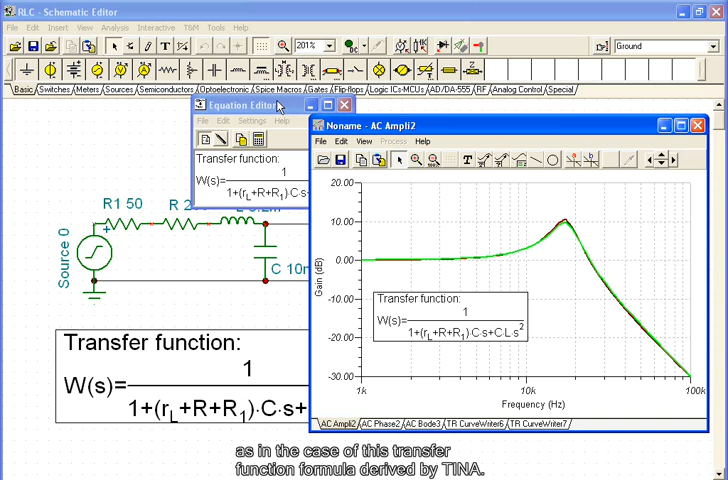 RLC - Schematic Editor
File Edit Insert View Analysis Interactive T&M Tools Help
201% DC Ground
Basic Switches Meters Sources Semiconductors Optoelectronic Spice Macros Gates Flip-flops Logic ICs-MCUs AD/DA-555 RF Analog Control Special
Equation Editor
File Edit Settings Help
Transfer function:
W(s)=
1
1+(rL+R+R1)·C·s+
R1 50
Source 0
C 10n
Transfer function:
W(s)=
1
1+(rL+R+R1)·C·s+
Noname - AC Ampli2
File Edit View Process Help
T a b
20.00
10.00
0.00
-10.00
-20.00
-30.00
Gain (dB)
Transfer function:
W(s)=
1
1+(rL+R+R1)·C·s+C·L·s2
1k 10k 100k
Frequency (Hz)
AC Ampli2 AC Phase2 AC Bode3 TR CurveWriter6 TR CurveWriter7
as in the case of this transfer
function formula derived by TINA.